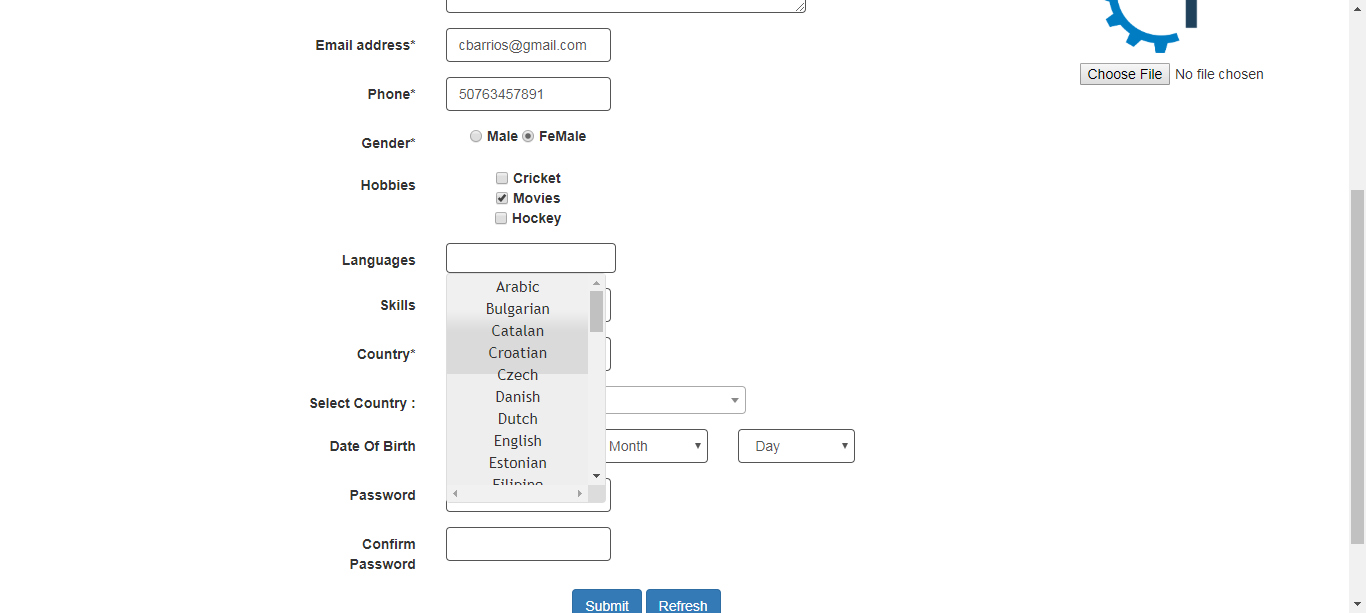 Email address*
cbarrios@gmail.com
Choose File No file chosen
Phone*
50763457891
Gender*
Male FeMale
Hobbies
Cricket
Movies
Hockey
Languages
Arabic
Bulgarian
Catalan
Croatian
Czech
Danish
Dutch
English
Estonian
Filipino
Skills
Country*
Select Country :
Date Of Birth
Month
Day
Password
Confirm
Password
Submit Refresh